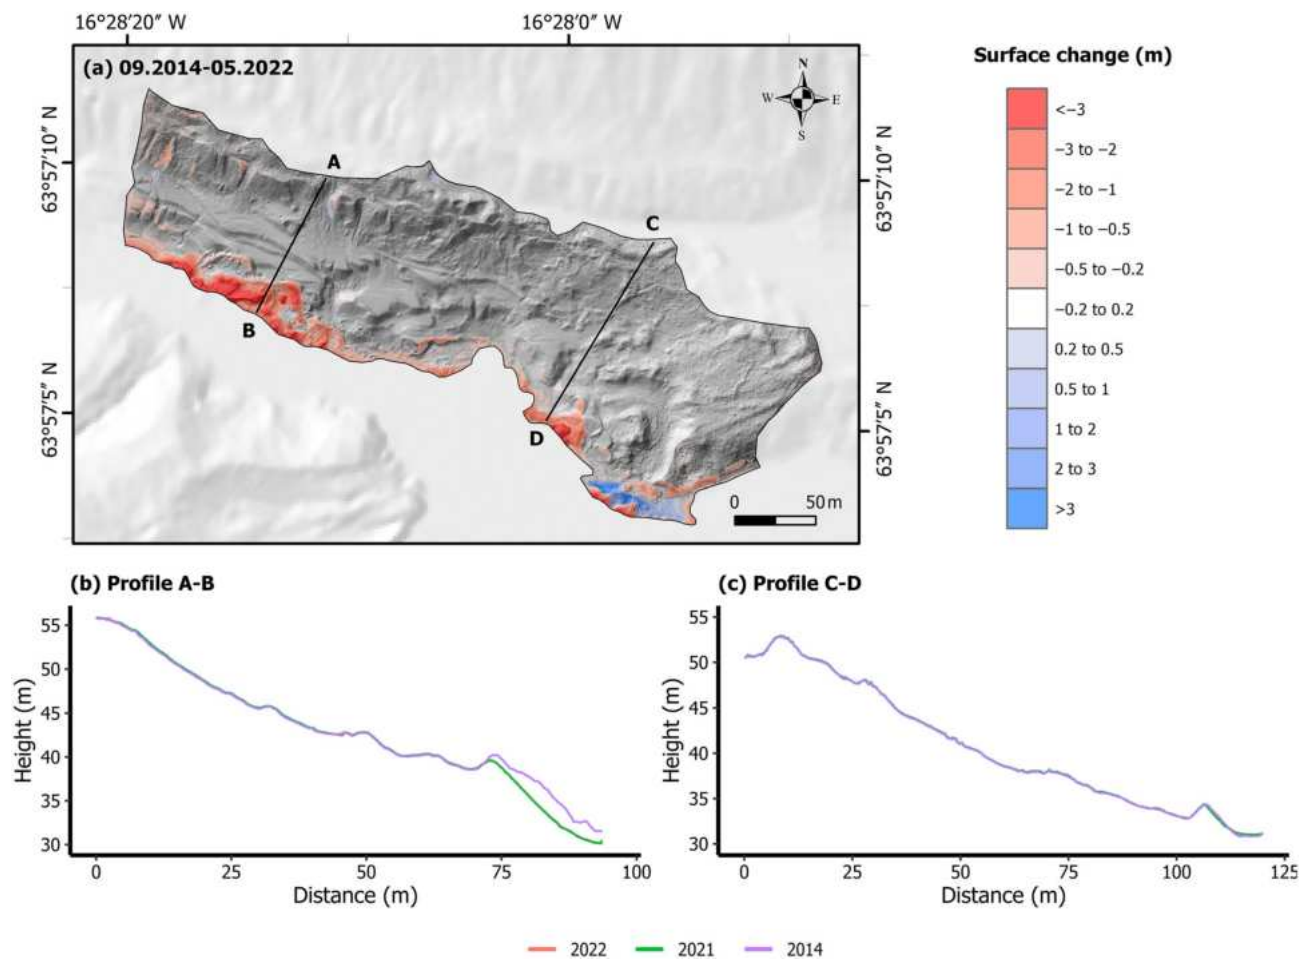 16°28′20″ W 16°28′0″ W
(a) 09.2014-05.2022
N
W E
S
63°57′10″ N
63°57′10″ N
63°57′5″ N
63°57′5″ N
A
B
C
D
0 50 m
Surface change (m)
<−3
−3 to −2
−2 to −1
−1 to −0.5
−0.5 to −0.2
−0.2 to 0.2
0.2 to 0.5
0.5 to 1
1 to 2
2 to 3
>3
(b) Profile A-B
Height (m)
55
50
45
40
35
30
0 25 50 75 100
Distance (m)
(c) Profile C-D
Height (m)
55
50
45
40
35
30
0 25 50 75 100 125
Distance (m)
2022 2021 2014